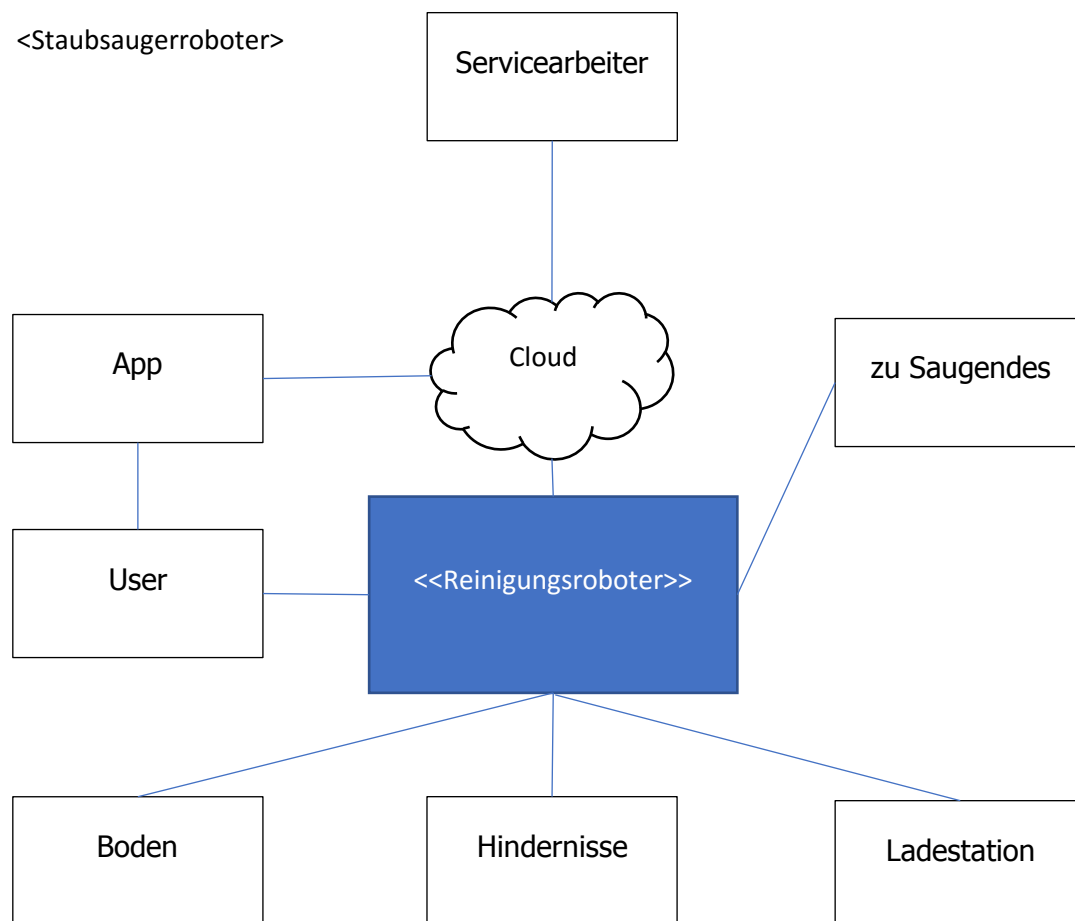 <Staubsaugerroboter>
Servicearbeiter
Cloud
App
zu Saugendes
User
<<Reinigungsroboter>>
Boden
Hindernisse
Ladestation